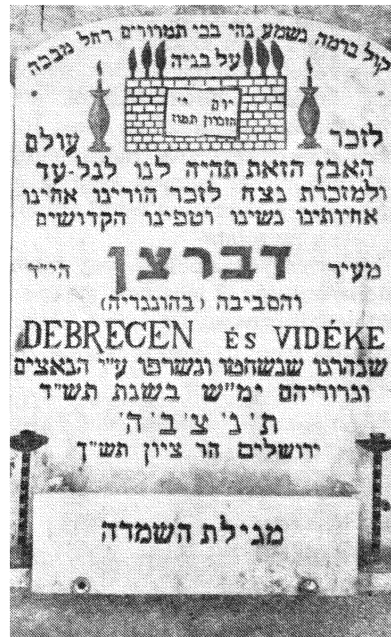 קול ברמה נשמע נהי בכי תמרורים רחל מבכה
על בניה
יום י'
הזכרון תמוז
לזכר עולם
האבן הזאת תהיה לנו לגל-עד
ולמזכרת נצח לזכר הורינו אחינו
אחיותינו נשינו וטפינו הקדושים
מעיר דברצן הי"ד
והסביבה (בהונגריה)
DEBRECEN ÉS VIDÉKE
שנהרגו שנשחטו ונשרפו ע"י הנאצים
וגרוריהם ימ"ש בשנת תש"ד
ת' נ' צ' ב' ה'
ירושלים הר ציון תש"ך
מגילת השמדה